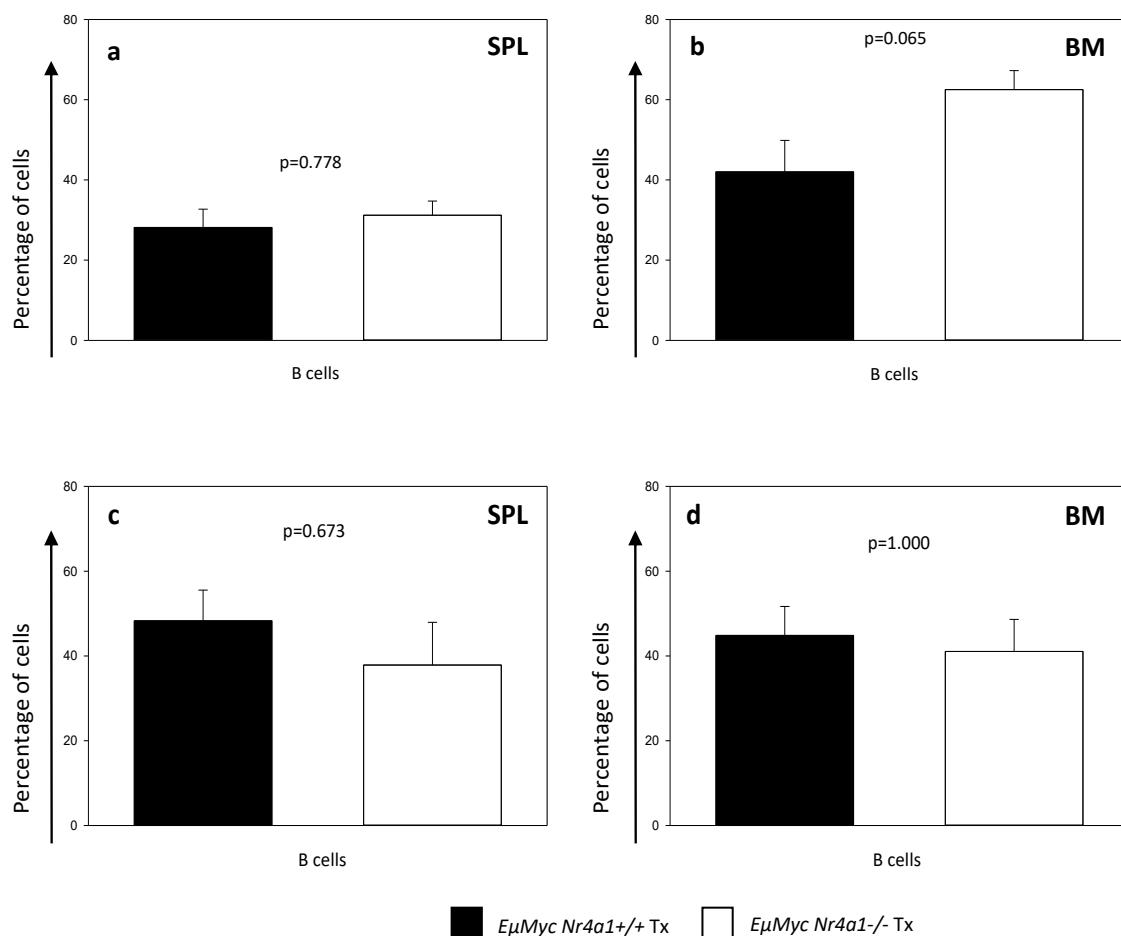 a
SPL
p=0.778
80
60
40
20
0
Percentage of cells
B cells
b
p=0.065
BM
80
60
40
20
0
Percentage of cells
B cells
c
SPL
p=0.673
80
60
40
20
0
Percentage of cells
B cells
d
BM
p=1.000
80
60
40
20
0
Percentage of cells
B cells
EμMyc Nr4a1+/+ Tx
EμMyc Nr4a1-/- Tx